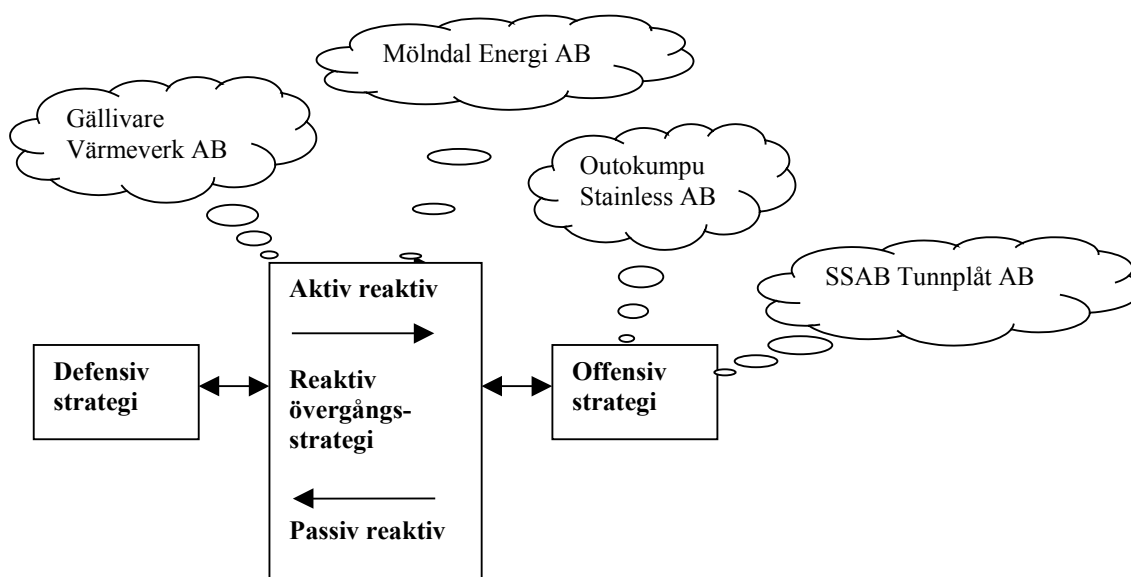 Mölndal Energi AB
Gällivare
Värmeverk AB
Outokumpu
Stainless AB
SSAB Tunnplåt AB
Aktiv reaktiv
Defensiv
strategi
Reaktiv
övergångs-
strategi
Offensiv
strategi
Passiv reaktiv